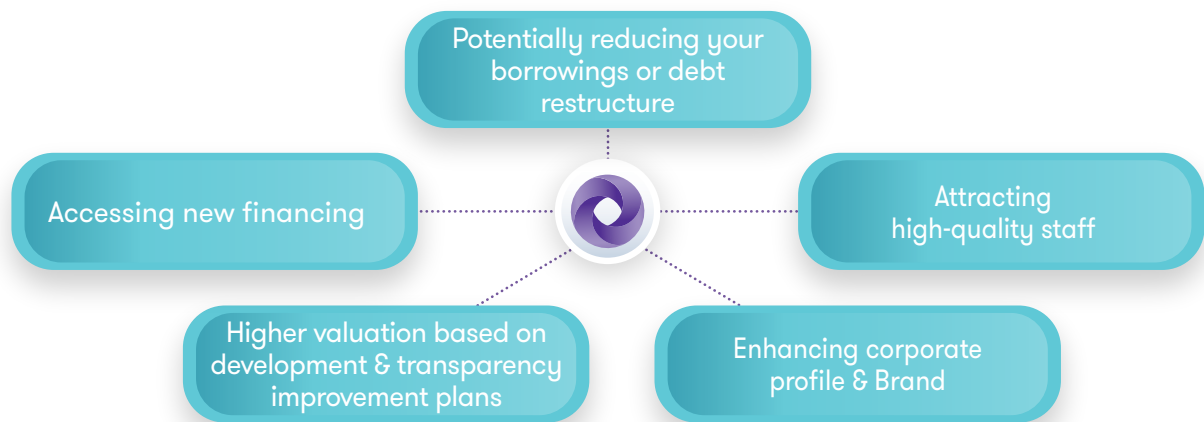 Potentially reducing your
borrowings or debt
restructure
Accessing new financing
Attracting
high-quality staff
Higher valuation based on
development & transparency
improvement plans
Enhancing corporate
profile & Brand